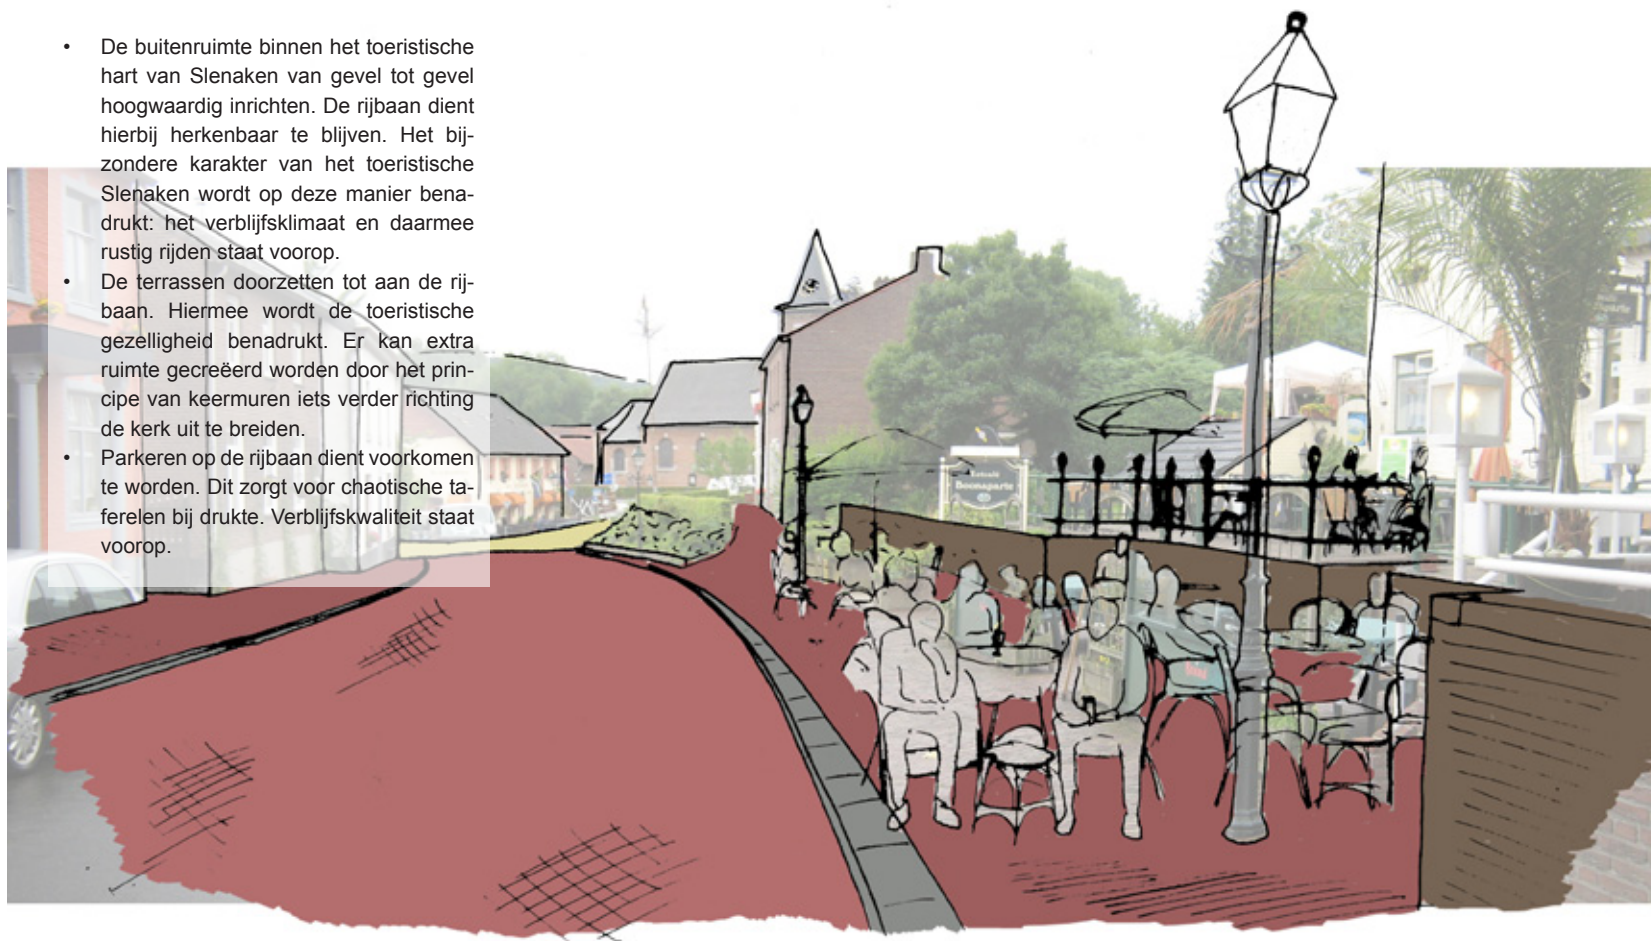 • De buitenruimte binnen het toeristische
hart van Slenaken van gevel tot gevel
hoogwaardig inrichten. De rijbaan dient
hierbij herkenbaar te blijven. Het bij-
zondere karakter van het toeristische
Slenaken wordt op deze manier bena-
drukt: het verblijfsklimaat en daarmee
rustig rijden staat voorop.
• De terrassen doorzetten tot aan de rij-
baan. Hiermee wordt de toeristische
gezelligheid benadrukt. Er kan extra
ruimte gecreëerd worden door het prin-
cipe van keermuren iets verder richting
de kerk uit te breiden.
• Parkeren op de rijbaan dient voorkomen
te worden. Dit zorgt voor chaotische ta-
ferelen bij drukte. Verblijfskwaliteit staat
voorop.
Bonaparte